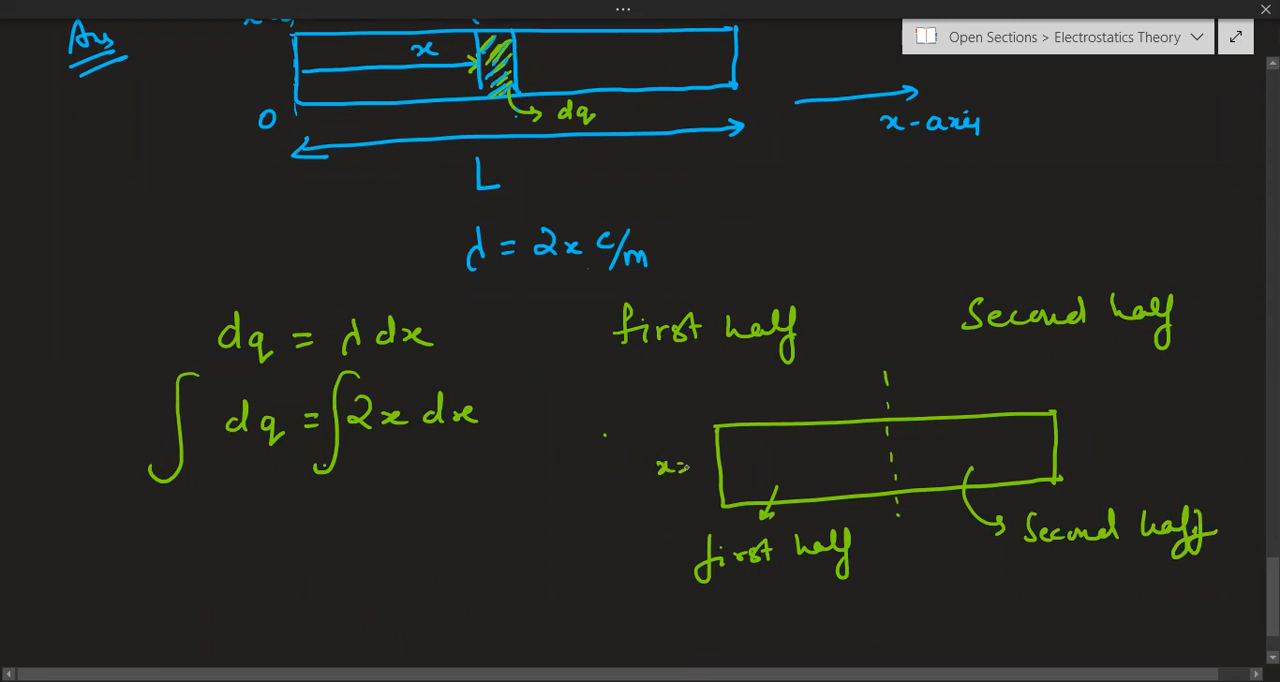 Open Sections > Electrostatics Theory
Ans
x
0
dq
x-axis
L
λ = 2x C/m
dq = λ dx
first half
Second half
∫ dq = ∫ 2x dx
x=
first half
Second half